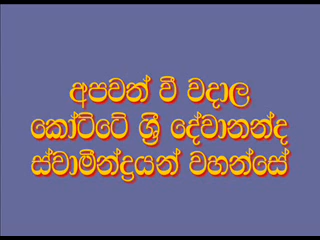 අපවත් වී වදාල
කෝට්ටේ ශ්‍රී දේවානන්ද
ස්වාමීන්ද්‍රයන් වහන්සේ